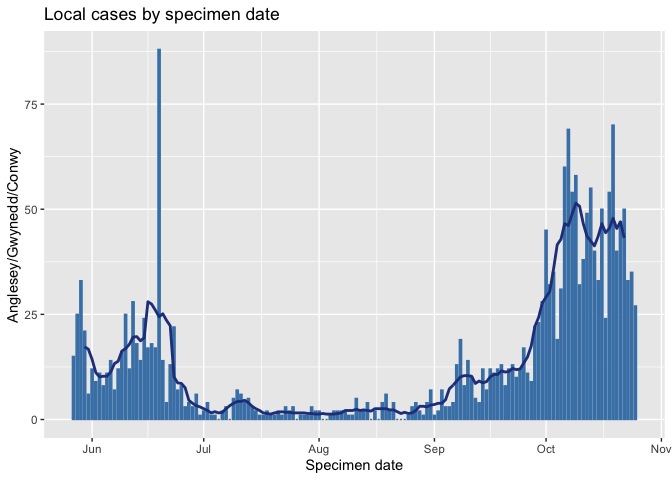 Local cases by specimen date
Anglesey/Gwynedd/Conwy
75
50
25
0
Jun Jul Aug Sep Oct Nov
Specimen date